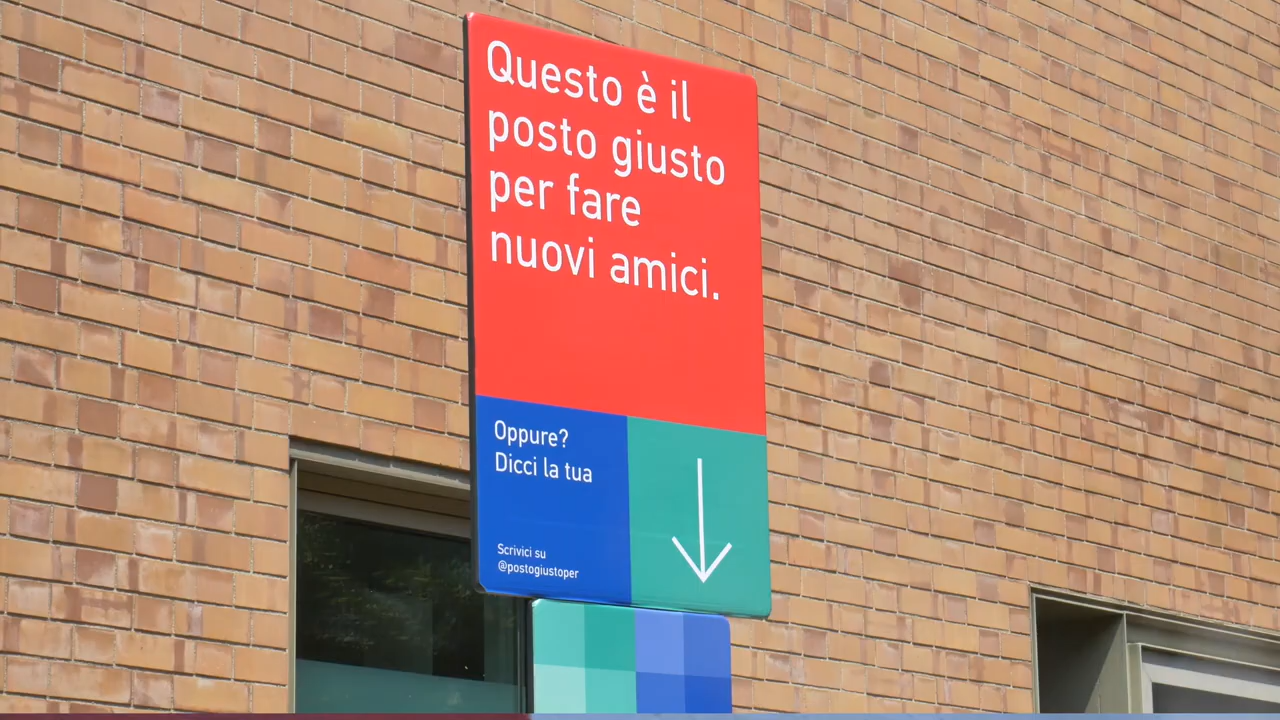 Questo è il
posto giusto
per fare
nuovi amici.
Oppure?
Dicci la tua
Scrivici su
@postogiustoper